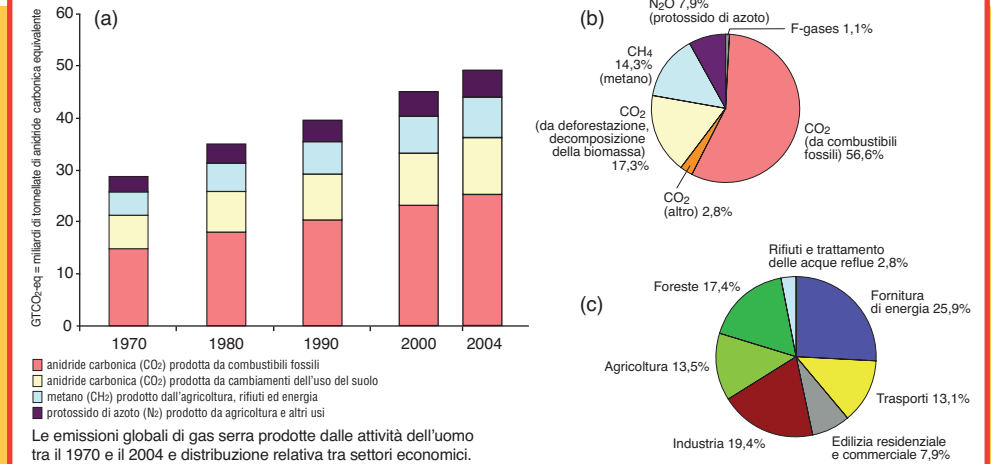 (a)
GTCO2-eq = miliardi di tonnellate di anidride carbonica equivalente
60
50
40
30
20
10
0
1970
1980
1990
2000
2004
anidride carbonica (CO2) prodotta da combustibili fossili
anidride carbonica (CO2) prodotta da cambiamenti dell'uso del suolo
metano (CH2) prodotto dall'agricoltura, rifiuti ed energia
protossido di azoto (N2) prodotto da agricoltura e altri usi
Le emissioni globali di gas serra prodotte dalle attività dell'uomo
tra il 1970 e il 2004 e distribuzione relativa tra settori economici.
(b)
N2O 7,9%
(protossido di azoto)
F-gases 1,1%
CH4
14,3%
(metano)
CO2
(da deforestazione,
decomposizione
della biomassa)
17,3%
CO2
(da combustibili
fossili) 56,6%
CO2
(altro) 2,8%
(c)
Rifiuti e trattamento
delle acque reflue 2,8%
Foreste 17,4%
Fornitura
di energia 25,9%
Agricoltura 13,5%
Trasporti 13,1%
Industria 19,4%
Edilizia residenziale
e commerciale 7,9%